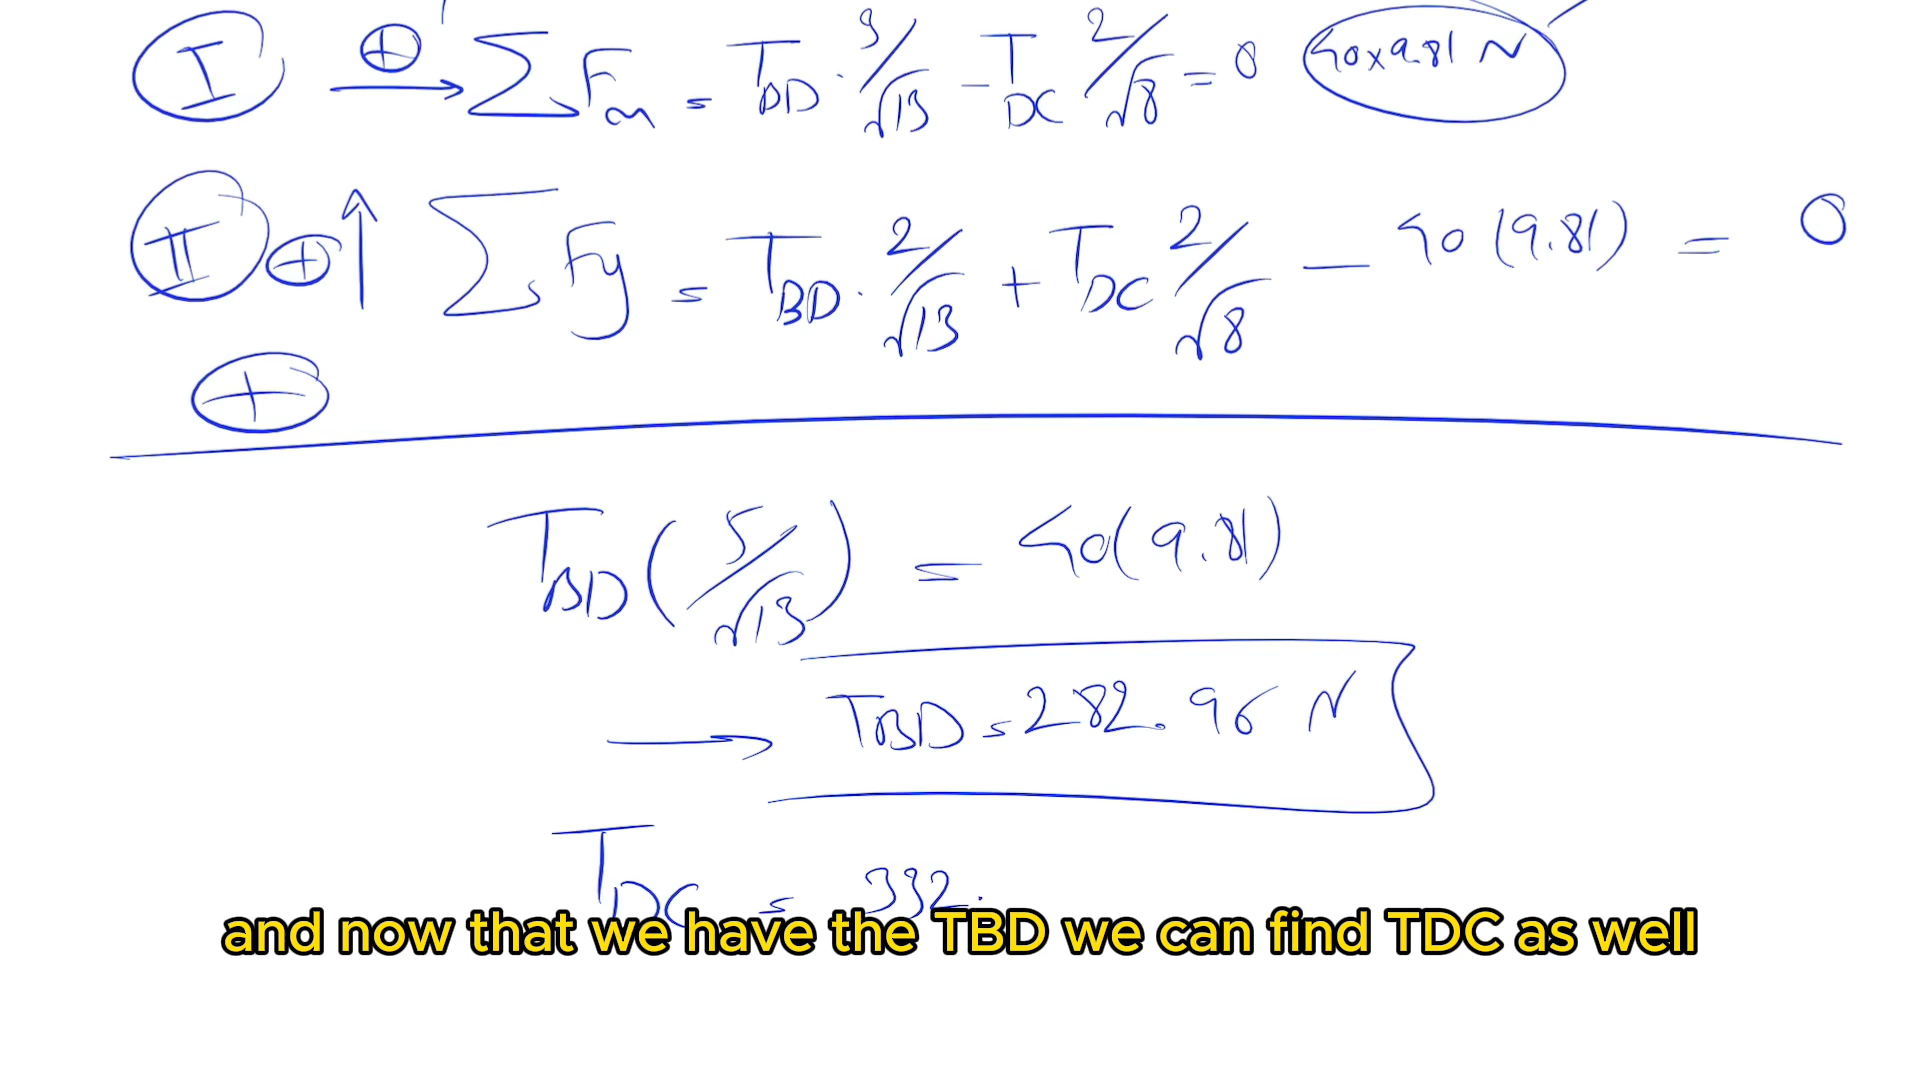 I ⊕ → ΣFx = TBD · 3/√13 - TDC 2/√8 = 0 40x9.81 N
II ⊕ ↑ ΣFy = TBD · 2/√13 + TDC 2/√8 - 40(9.81) = 0
+
TBD (5/√13) = 40(9.81)
→ TBD = 282.96 N
TDC = 332.
and now that we have the TBD we can find TDC as well